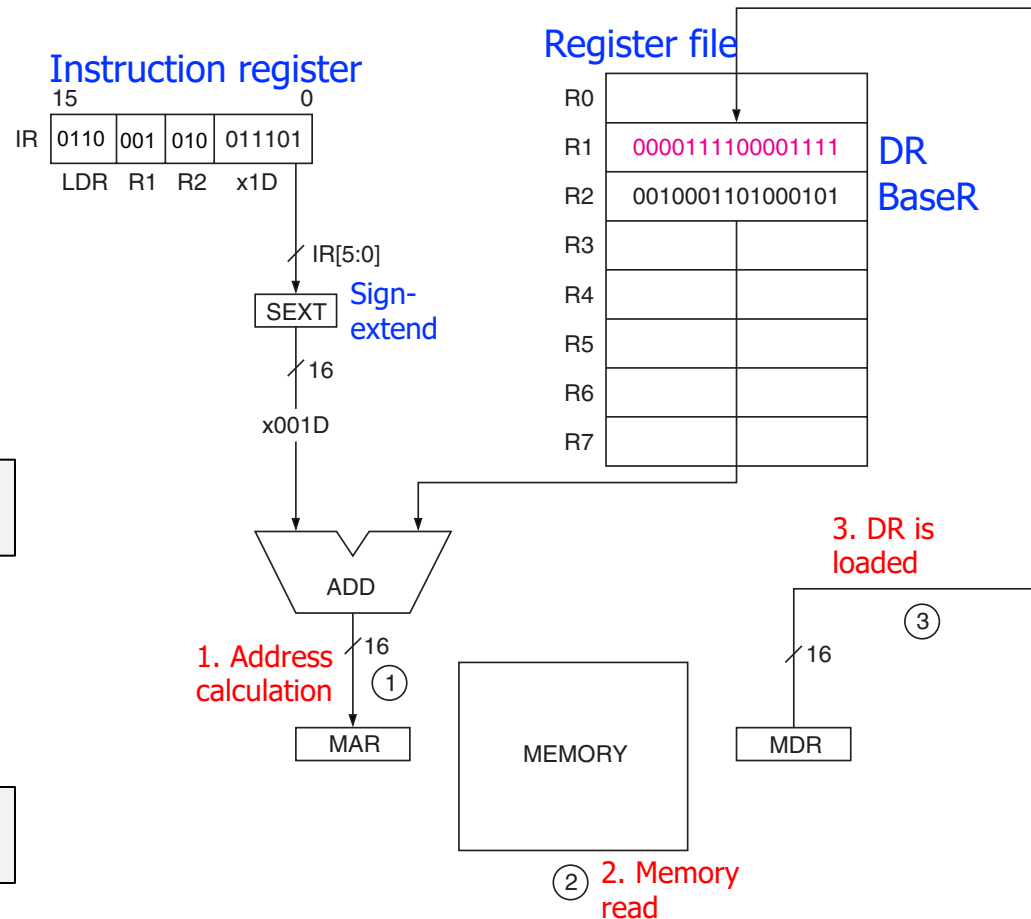 Instruction register
15 0
IR 0110 001 010 011101
LDR R1 R2 x1D
IR[5:0]
SEXT
Sign-
extend
16
x001D
Register file
R0
R1 0000111100001111 DR
R2 0010001101000101 BaseR
R3
R4
R5
R6
R7
ADD
16
1. Address
calculation
1
MAR
MEMORY
2
2. Memory
read
3. DR is
loaded
3
16
MDR